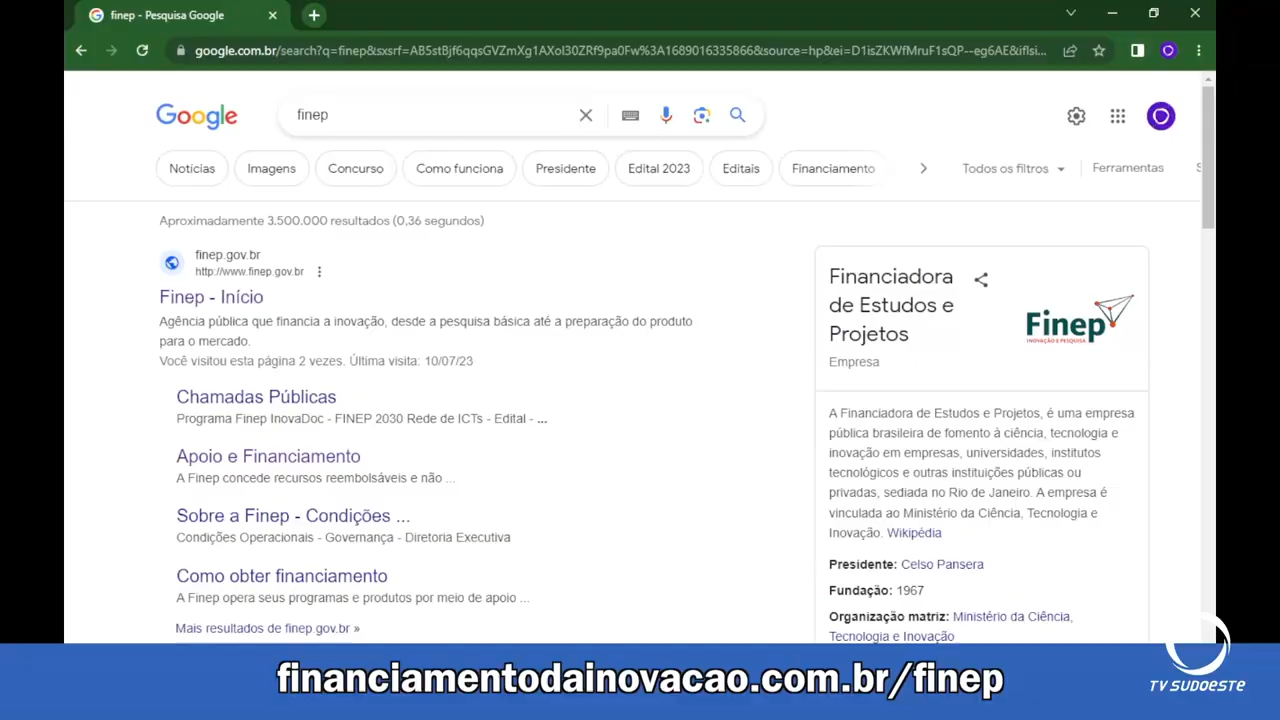 finep - Pesquisa Google
google.com.br/search?q=finep&sxsrf=AB5stBjf6qqsGVZmXg1AXol30ZRf9pa0Fw%3A1689016335866&source=hp&ei=D1isZKWfMruF1sQP--eg6AE&iflsi...
Google
finep
Notícias
Imagens
Concurso
Como funciona
Presidente
Edital 2023
Editais
Financiamento
Todos os filtros
Ferramentas
Aproximadamente 3.500.000 resultados (0,36 segundos)
finep.gov.br
http://www.finep.gov.br
Finep - Início
Agência pública que financia a inovação, desde a pesquisa básica até a preparação do produto
para o mercado.
Você visitou esta página 2 vezes. Última visita: 10/07/23
Chamadas Públicas
Programa Finep InovaDoc - FINEP 2030 Rede de ICTs - Edital - ...
Apoio e Financiamento
A Finep concede recursos reembolsáveis e não ...
Sobre a Finep - Condições ...
Condições Operacionais - Governança - Diretoria Executiva
Como obter financiamento
A Finep opera seus programas e produtos por meio de apoio ...
Mais resultados de finep.gov.br »
Financiadora
de Estudos e
Projetos
Empresa
Finep
INOVAÇÃO E PESQUISA
A Financiadora de Estudos e Projetos, é uma empresa
pública brasileira de fomento à ciência, tecnologia e
inovação em empresas, universidades, institutos
tecnológicos e outras instituições públicas ou
privadas, sediada no Rio de Janeiro. A empresa é
vinculada ao Ministério da Ciência, Tecnologia e
Inovação. Wikipédia
Presidente: Celso Pansera
Fundação: 1967
Organização matriz: Ministério da Ciência,
Tecnologia e Inovação
financiamentodainovacao.com.br/finep
TV SUDOESTE